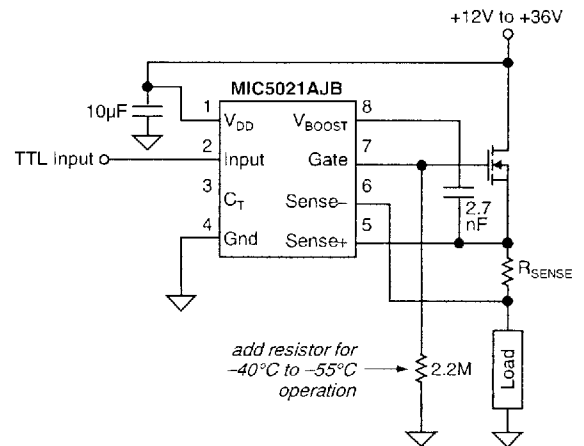 +12V to +36V
MIC5021AJB
10µF
1 VDD VBOOST 8
TTL Input 2 Input Gate 7
3 CT Sense– 6
4 Gnd Sense+ 5
2.7
nF
RSENSE
add resistor for
–40°C to –55°C
operation
2.2M
Load